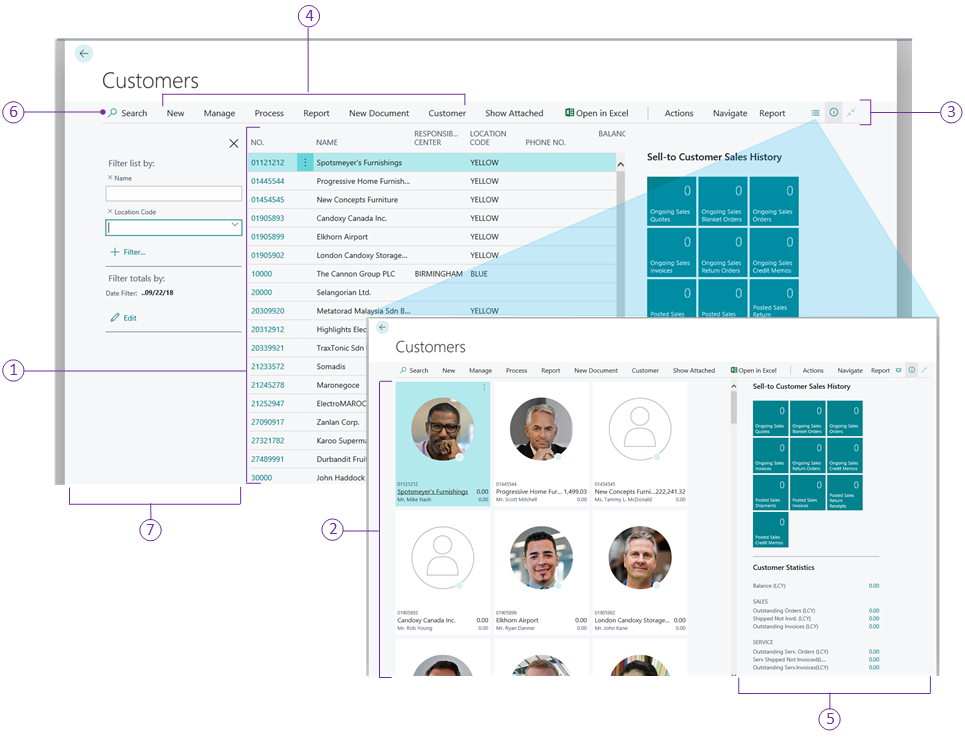 4
Customers
6
Search New Manage Process Report New Document Customer Show Attached Open in Excel Actions Navigate Report
3
Filter list by:
× Name
× Location Code
+ Filter...
Filter totals by:
Date Filter: ..09/22/18
Edit
NO. NAME RESPONSIB... CENTER LOCATION CODE PHONE NO. BALANC
01121212 Spotsmeyer's Furnishings YELLOW
01445544 Progressive Home Furnish... YELLOW
01454545 New Concepts Furniture YELLOW
01905893 Candoxy Canada Inc. YELLOW
01905899 Elkhorn Airport YELLOW
01905902 London Candoxy Storage... YELLOW
10000 The Cannon Group PLC BIRMINGHAM BLUE
20000 Selangorian Ltd.
20309920 Metatorad Malaysia Sdn B... YELLOW
20312912 Highlights Elec
20339921 TraxTonic Sdn
21233572 Somadis
21245278 Maronegoce
21252947 ElectroMAROC
27090917 Zanlan Corp.
27321782 Karoo Superma
27489991 Durbandit Fruit
30000 John Haddock
Sell-to Customer Sales History
0 Ongoing Sales Quotes
0 Ongoing Sales Blanket Orders
0 Ongoing Sales Orders
0 Ongoing Sales Invoices
0 Ongoing Sales Return Orders
0 Ongoing Sales Credit Memos
0 Posted Sales
0 Posted Sales
0 Posted Sales Return
1
7
Customers
Search New Manage Process Report New Document Customer Show Attached Open in Excel Actions Navigate Report
2
01121212
Spotsmeyer's Furnishings 0.00
Mr. Mike Nash 0.00
01445544
Progressive Home Fur... 1,499.03
Mr. Scott Mitchell 0.00
01454545
New Concepts Furni...222,241.32
Ms. Tammy L. McDonald 0.00
01905893
Candoxy Canada Inc. 0.00
Mr. Rob Young 0.00
01905899
Elkhorn Airport 0.00
Mr. Ryan Danner 0.00
01905902
London Candoxy Storage... 0.00
Mr. John Kane 0.00
Sell-to Customer Sales History
0 Ongoing Sales Quotes
0 Ongoing Sales Blanket Orders
0 Ongoing Sales Orders
0 Ongoing Sales Invoices
0 Ongoing Sales Return Orders
0 Ongoing Sales Credit Memos
0 Posted Sales Shipments
0 Posted Sales Invoices
0 Posted Sales Return Receipts
0 Posted Sales Credit Memos
Customer Statistics
Balance (LCY) 0.00
SALES
Outstanding Orders (LCY) 0.00
Shipped Not Invd. (LCY) 0.00
Outstanding Invoices (LCY) 0.00
SERVICE
Outstanding Serv. Orders (LCY) 0.00
Serv Shipped Not Invoiced(L... 0.00
Outstanding Serv.Invoices(LCY) 0.00
5